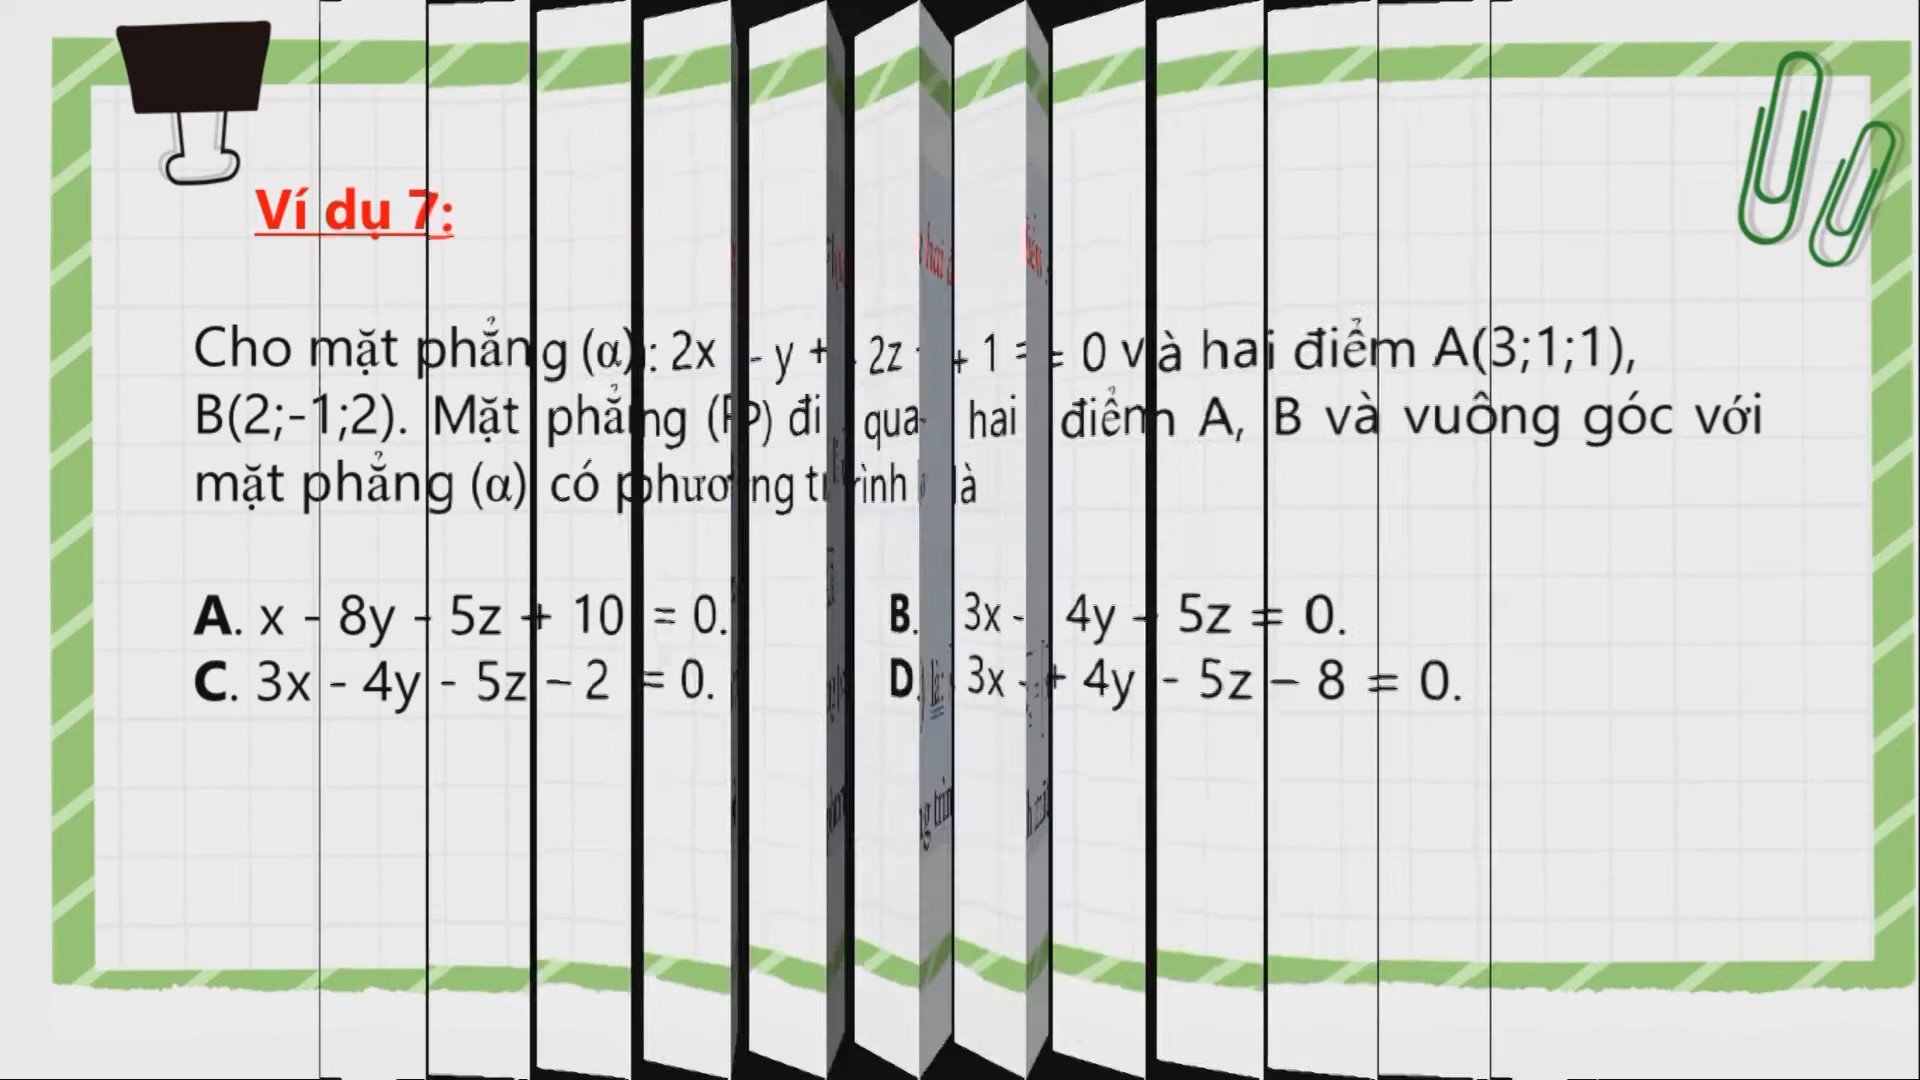 Ví dụ 7:
Cho mặt phẳng (α): 2x - y + 2z + 1 = 0 và hai điểm A(3;1;1),
B(2;-1;2). Mặt phẳng (P) đi qua hai điểm A, B và vuông góc với
mặt phẳng (α) có phương trình là
A. x - 8y - 5z + 10 = 0.
B. 3x - 4y - 5z = 0.
C. 3x - 4y - 5z – 2 = 0.
D. 3x + 4y - 5z – 8 = 0.